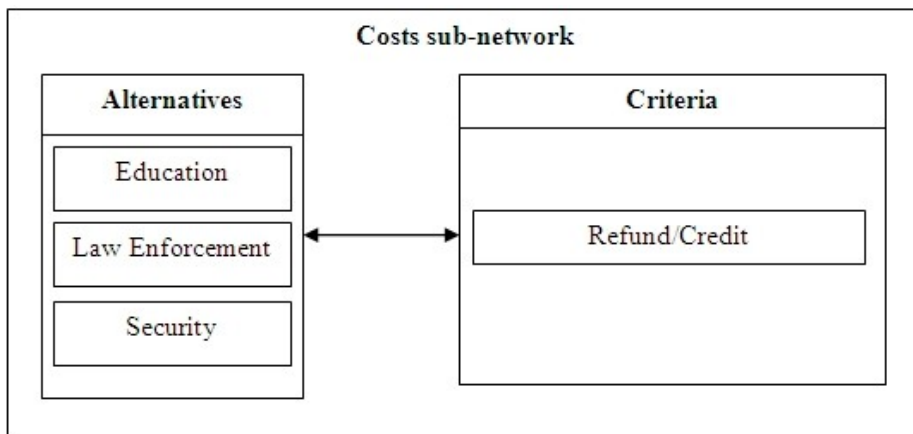 Costs sub-network
Alternatives
Education
Law Enforcement
Security
Criteria
Refund/Credit